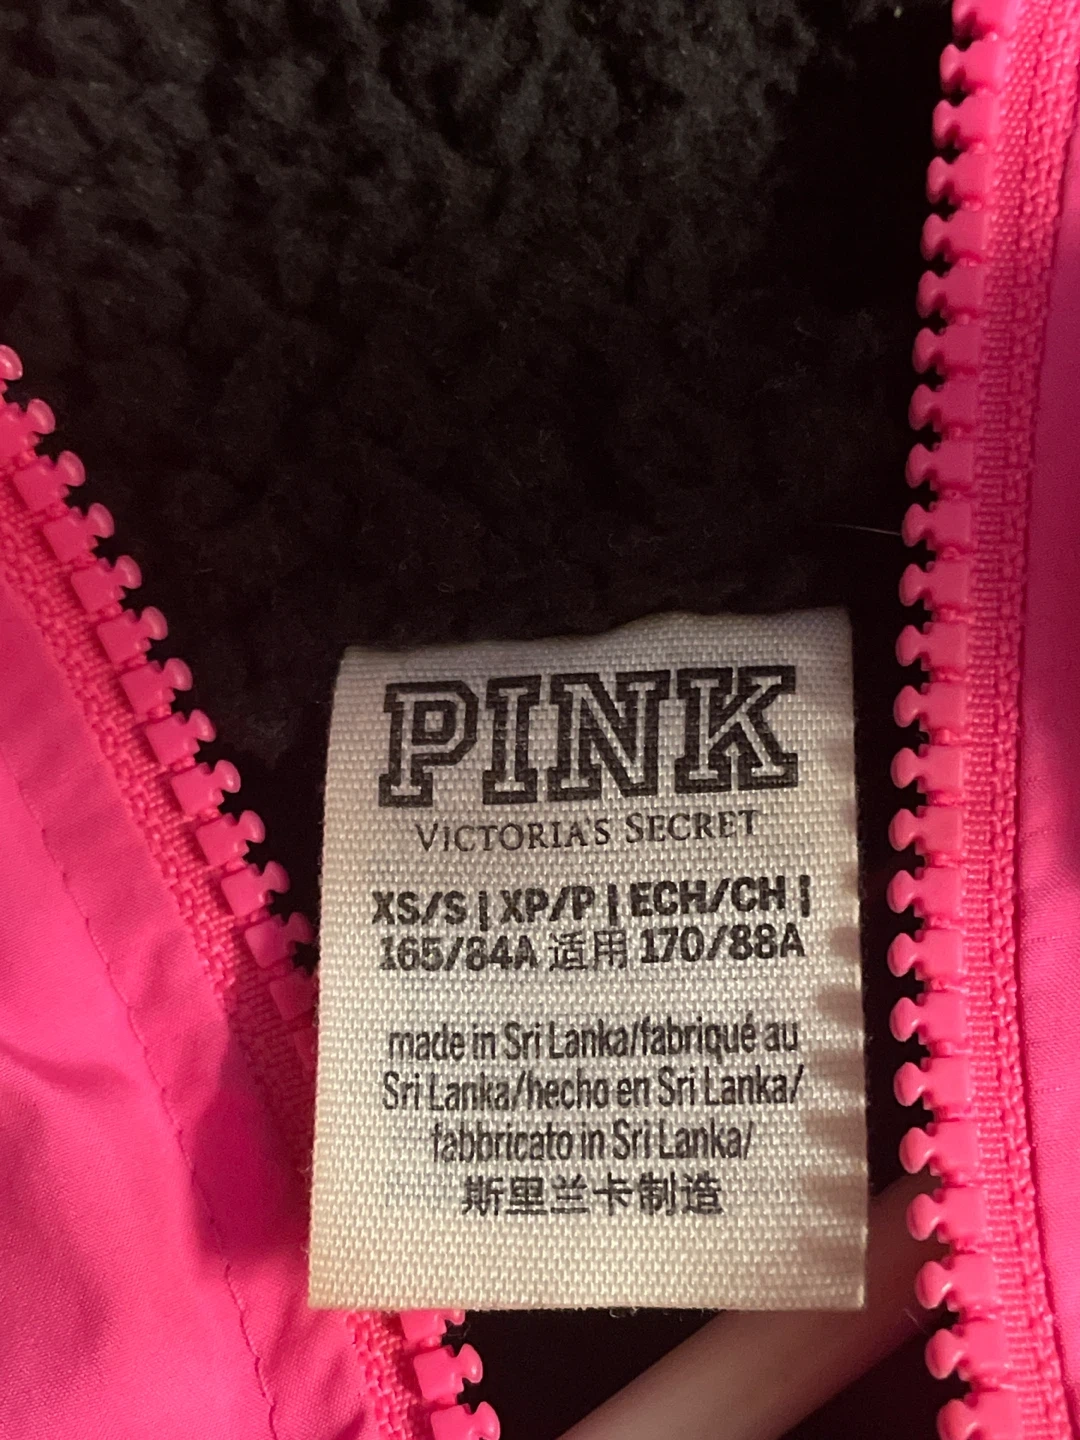 PINK
VICTORIA'S SECRET
XS/S | XP/P | ECH/CH |
165/84A 适用 170/88A
made in Sri Lanka/fabriqué au
Sri Lanka/hecho en Sri Lanka/
fabbricato in Sri Lanka/
斯里兰卡制造